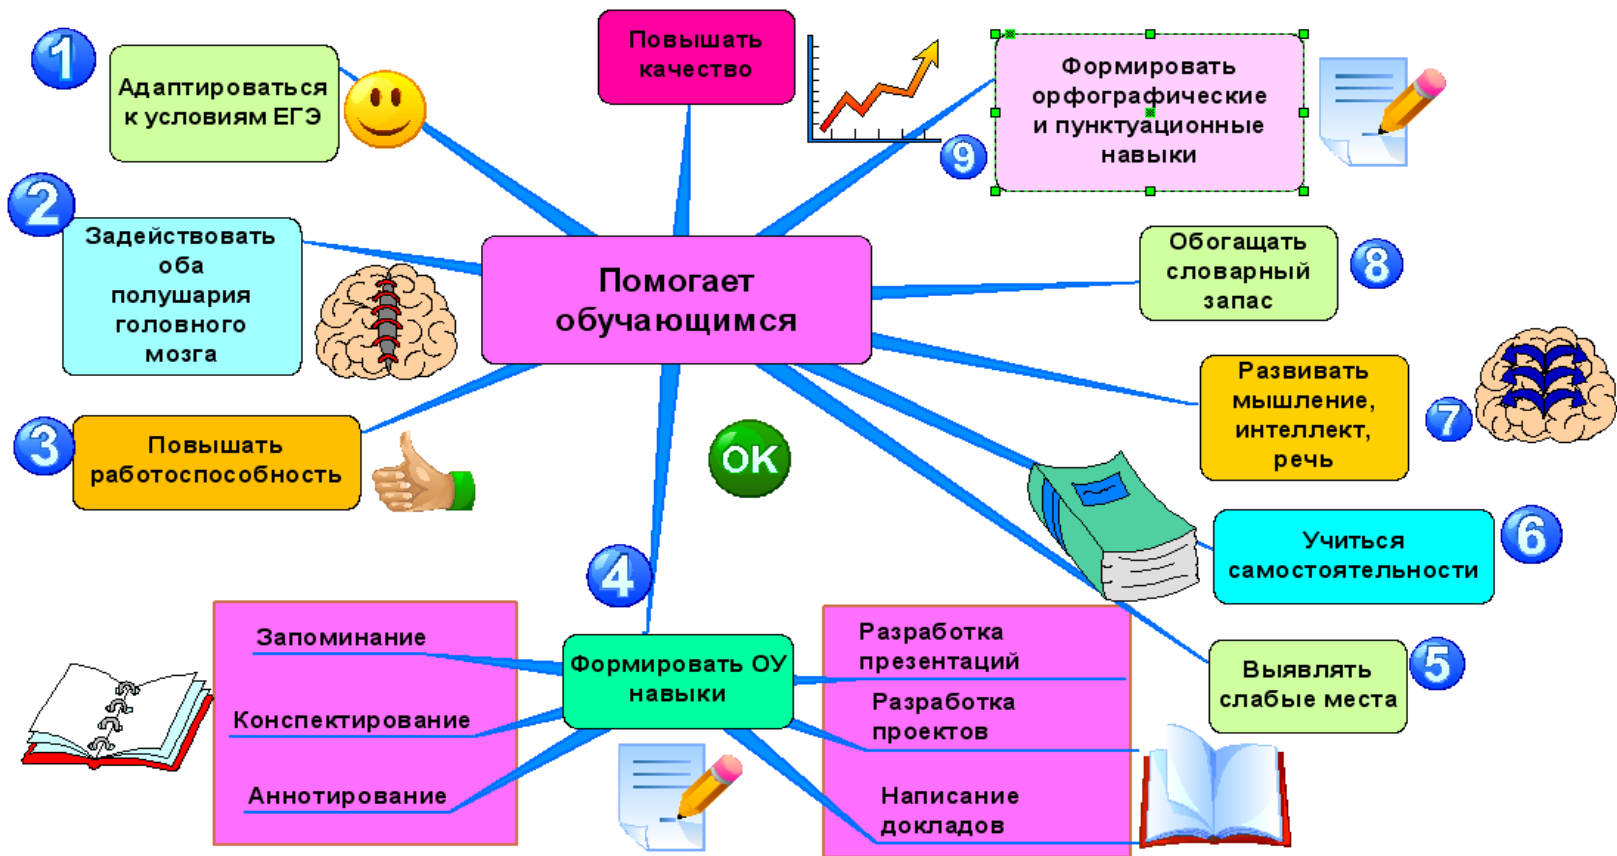 1
Адаптироваться
к условиям ЕГЭ
Повышать
качество
9
Формировать
орфографические
и пунктуационные
навыки
2
Задействовать
оба
полушария
головного
мозга
Помогает
обучающимся
Обогащать
словарный
запас
8
3
Повышать
работоспособность
OK
Развивать
мышление,
интеллект,
речь
7
Учиться
самостоятельности
6
4
Формировать ОУ
навыки
Запоминание
Конспектирование
Аннотирование
Разработка
презентаций
Разработка
проектов
Написание
докладов
Выявлять
слабые места
5